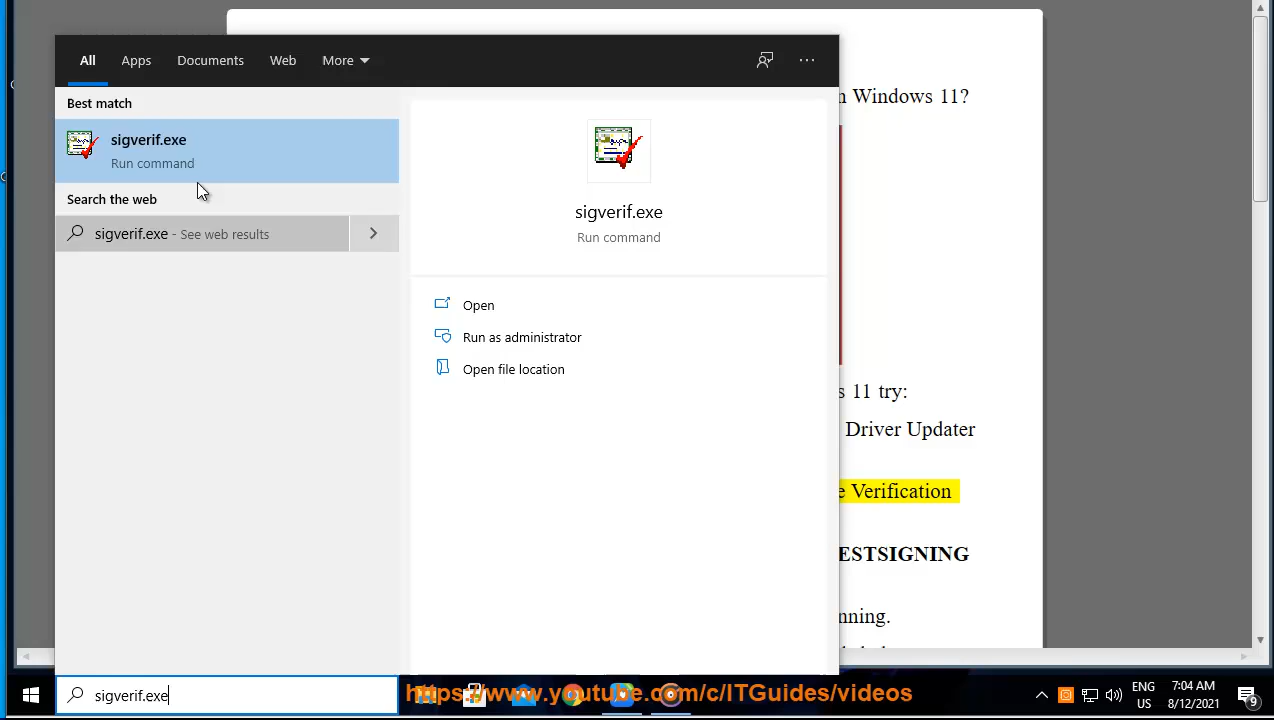 All Apps Documents Web More
Best match
sigverif.exe
Run command
Search the web
sigverif.exe - See web results
sigverif.exe
Run command
Open
Run as administrator
Open file location
n Windows 11?
s 11 try:
Driver Updater
e Verification
ESTSIGNING
nning.
sigverif.exe
https://www.youtube.com/c/ITGuides/videos
ENG
US
7:04 AM
8/12/2021
9